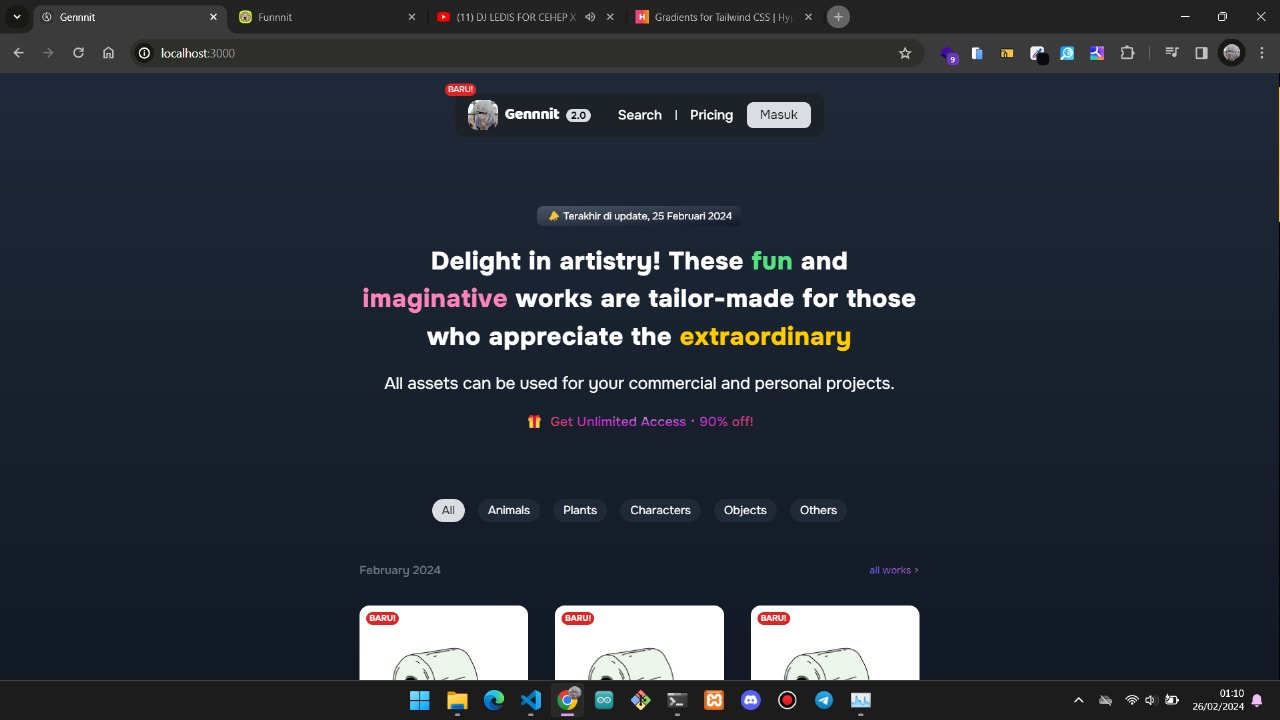 Gennnit
Funnnit
(11) DJ LEDIS FOR CEHEP X
Gradients for Tailwind CSS | Hyp
localhost:3000
9
BARU!
Gennnit 2.0
Search | Pricing
Masuk
Terakhir di update, 25 Februari 2024
Delight in artistry! These fun and
imaginative works are tailor-made for those
who appreciate the extraordinary
All assets can be used for your commercial and personal projects.
Get Unlimited Access • 90% off!
All Animals Plants Characters Objects Others
February 2024
all works >
BARU! BARU! BARU!
01:10
26/02/2024